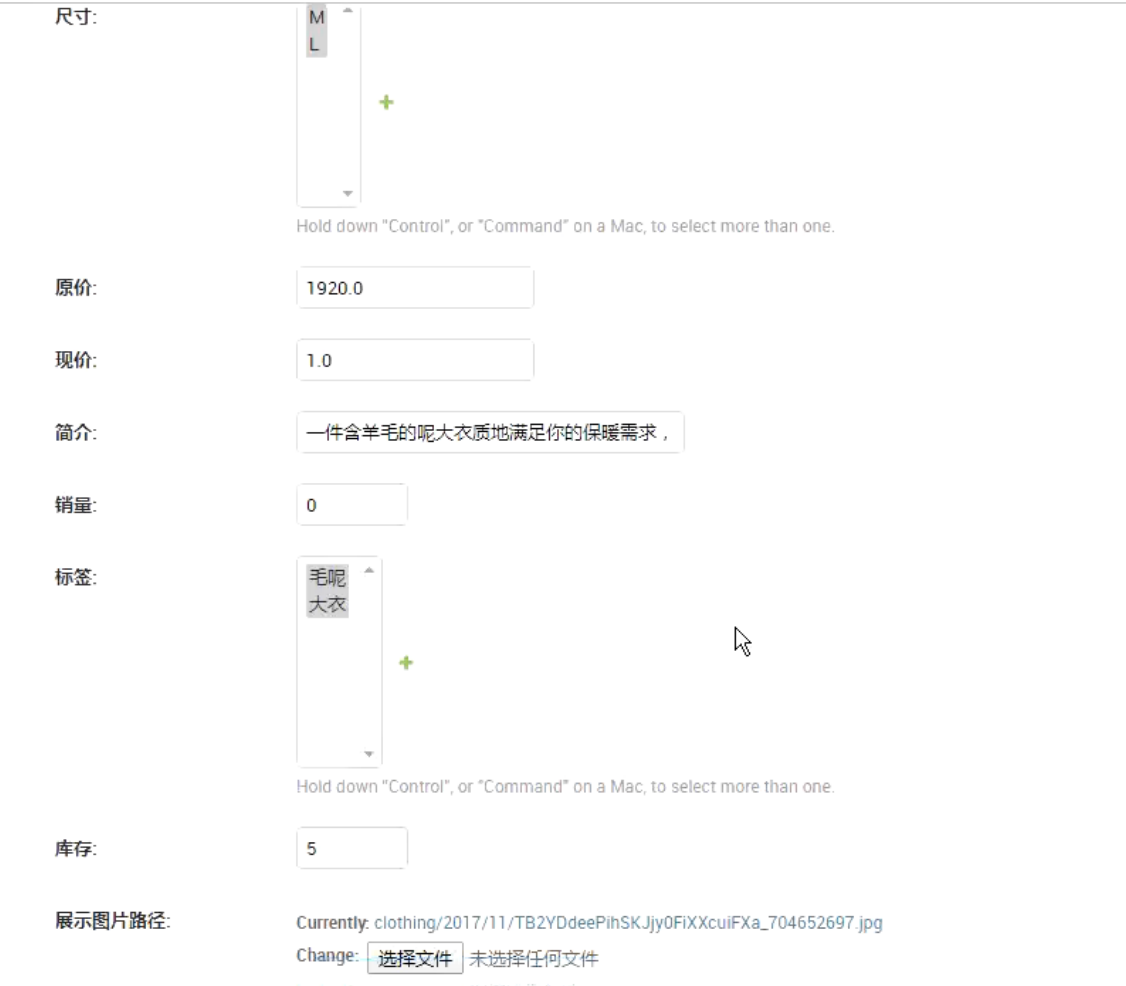 尺寸:
M
L
Hold down "Control", or "Command" on a Mac, to select more than one.
原价:
1920.0
现价:
1.0
简介:
一件含羊毛的呢大衣质地满足你的保暖需求，
销量:
0
标签:
毛呢
大衣
Hold down "Control", or "Command" on a Mac, to select more than one.
库存:
5
展示图片路径:
Currently: clothing/2017/11/TB2YDdeePihSKJjy0FiXXcuiFXa_704652697.jpg
Change: 选择文件 未选择任何文件